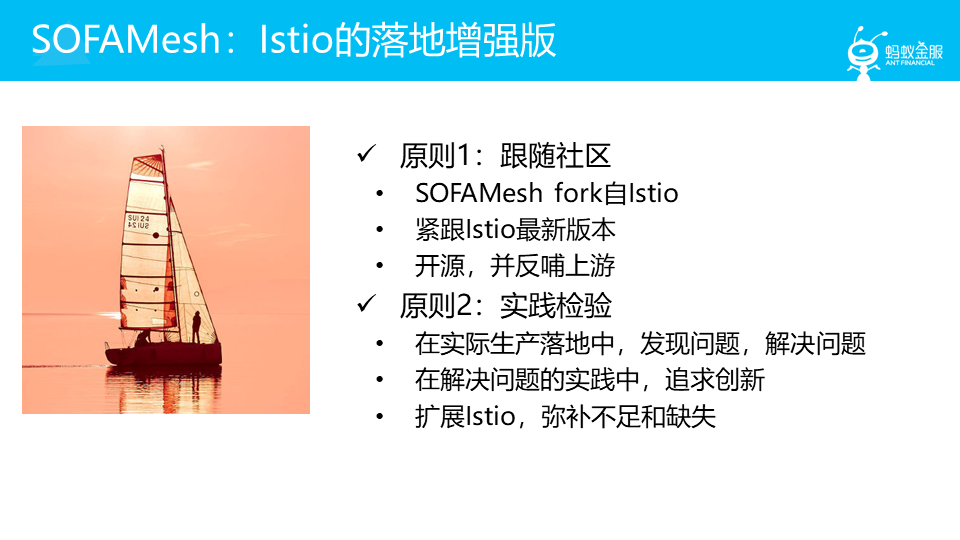 SOFAMesh：Istio的落地增强版
蚂蚁金服
ANT FINANCIAL
SUI 24
SUI 24
✓ 原则1：跟随社区
• SOFAMesh fork自Istio
• 紧跟Istio最新版本
• 开源，并反哺上游
✓ 原则2：实践检验
• 在实际生产落地中，发现问题，解决问题
• 在解决问题的实践中，追求创新
• 扩展Istio，弥补不足和缺失